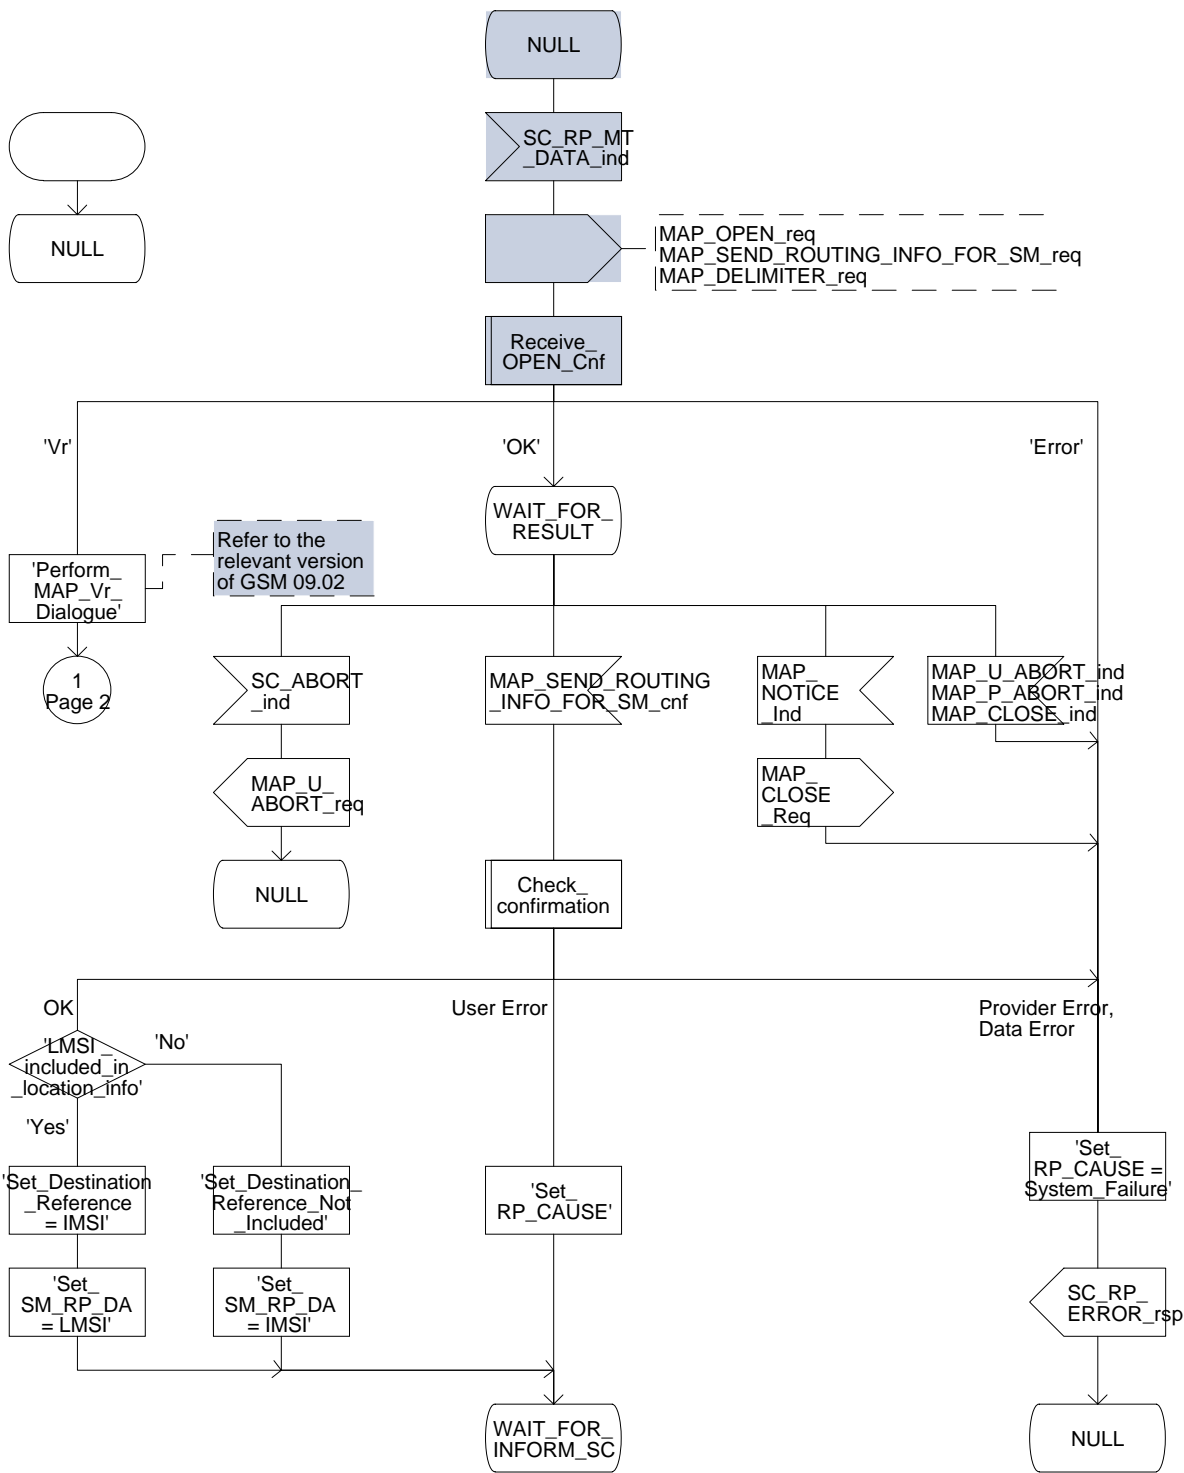 NULL
SC_RP_MT
_DATA_ind
NULL
MAP_OPEN_req
MAP_SEND_ROUTING_INFO_FOR_SM_req
MAP_DELIMITER_req
Receive_
OPEN_Cnf
'Vr'
'OK'
'Error'
WAIT_FOR_
RESULT
Refer to the
relevant version
of GSM 09.02
'Perform_
MAP_Vr_
Dialogue'
1
Page 2
SC_ABORT
_ind
MAP_SEND_ROUTING
_INFO_FOR_SM_cnf
MAP_
NOTICE
_Ind
MAP_U_ABORT_ind
MAP_P_ABORT_ind
MAP_CLOSE_ind
MAP_U_
ABORT_req
MAP_
CLOSE
_Req
NULL
Check_
confirmation
OK
User Error
Provider Error,
Data Error
'LMSI_
included_in
_location_info'
'No'
'Yes'
'Set_Destination
_Reference
= IMSI'
'Set_Destination_
Reference_Not
_Included'
'Set_
RP_CAUSE'
'Set_
RP_CAUSE =
System_Failure'
'Set_
SM_RP_DA
= LMSI'
'Set_
SM_RP_DA
= IMSI'
SC_RP_
ERROR_rsp
WAIT_FOR_
INFORM_SC
NULL